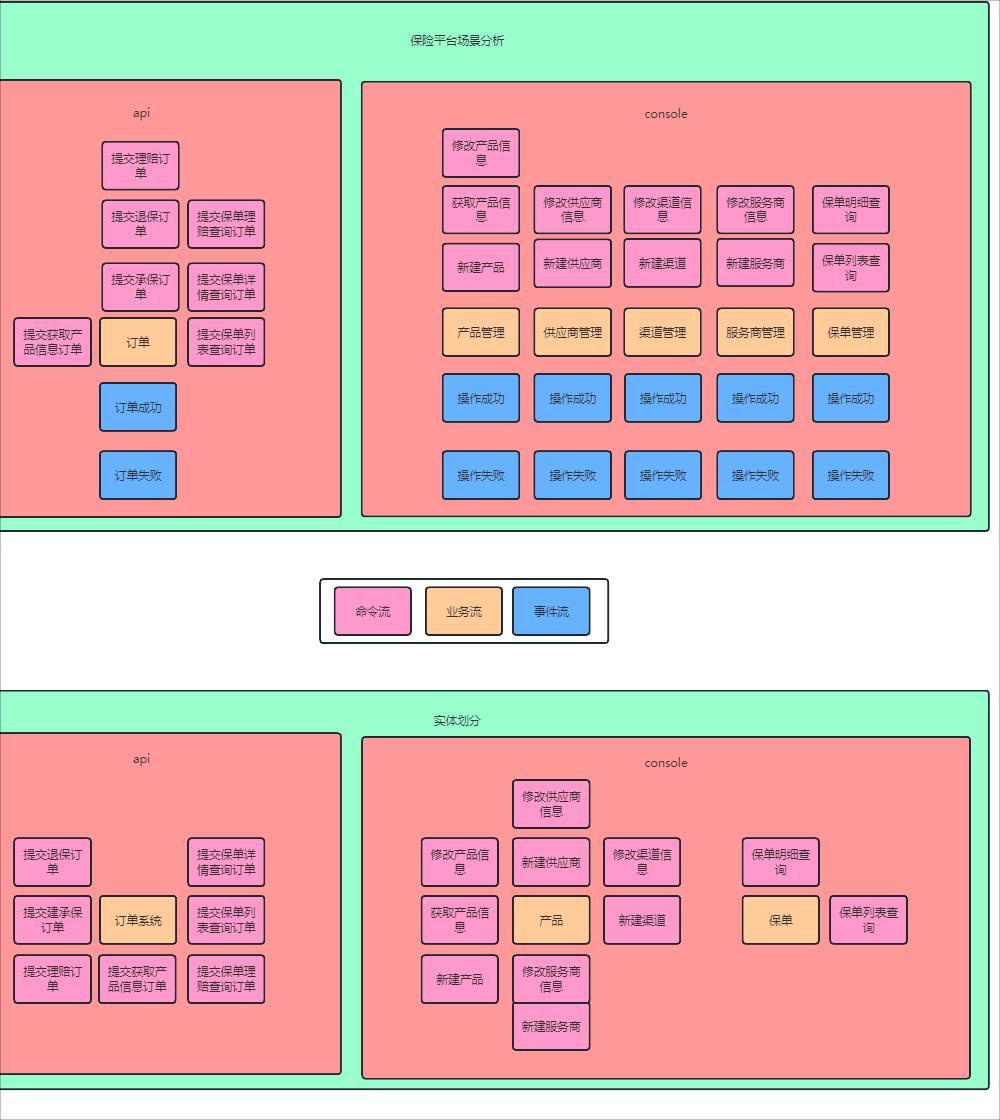 保险平台场景分析
api
提交理赔订
单
提交退保订
单
提交保单理
赔查询订单
提交承保订
单
提交保单详
情查询订单
提交获取产
品信息订单
订单
提交保单列
表查询订单
订单成功
订单失败
console
修改产品信
息
获取产品信
息
修改供应商
信息
修改渠道信
息
修改服务商
信息
保单明细查
询
新建产品
新建供应商
新建渠道
新建服务商
保单列表查
询
产品管理
供应商管理
渠道管理
服务商管理
保单管理
操作成功
操作成功
操作成功
操作成功
操作成功
操作失败
操作失败
操作失败
操作失败
操作失败
命令流
业务流
事件流
实体划分
api
提交退保订
单
提交保单详
情查询订单
提交建承保
订单
订单系统
提交保单列
表查询订单
提交理赔订
单
提交获取产
品信息订单
提交保单理
赔查询订单
console
修改供应商
信息
修改产品信
息
新建供应商
修改渠道信
息
保单明细查
询
获取产品信
息
产品
新建渠道
保单
保单列表查
询
新建产品
修改服务商
信息
新建服务商